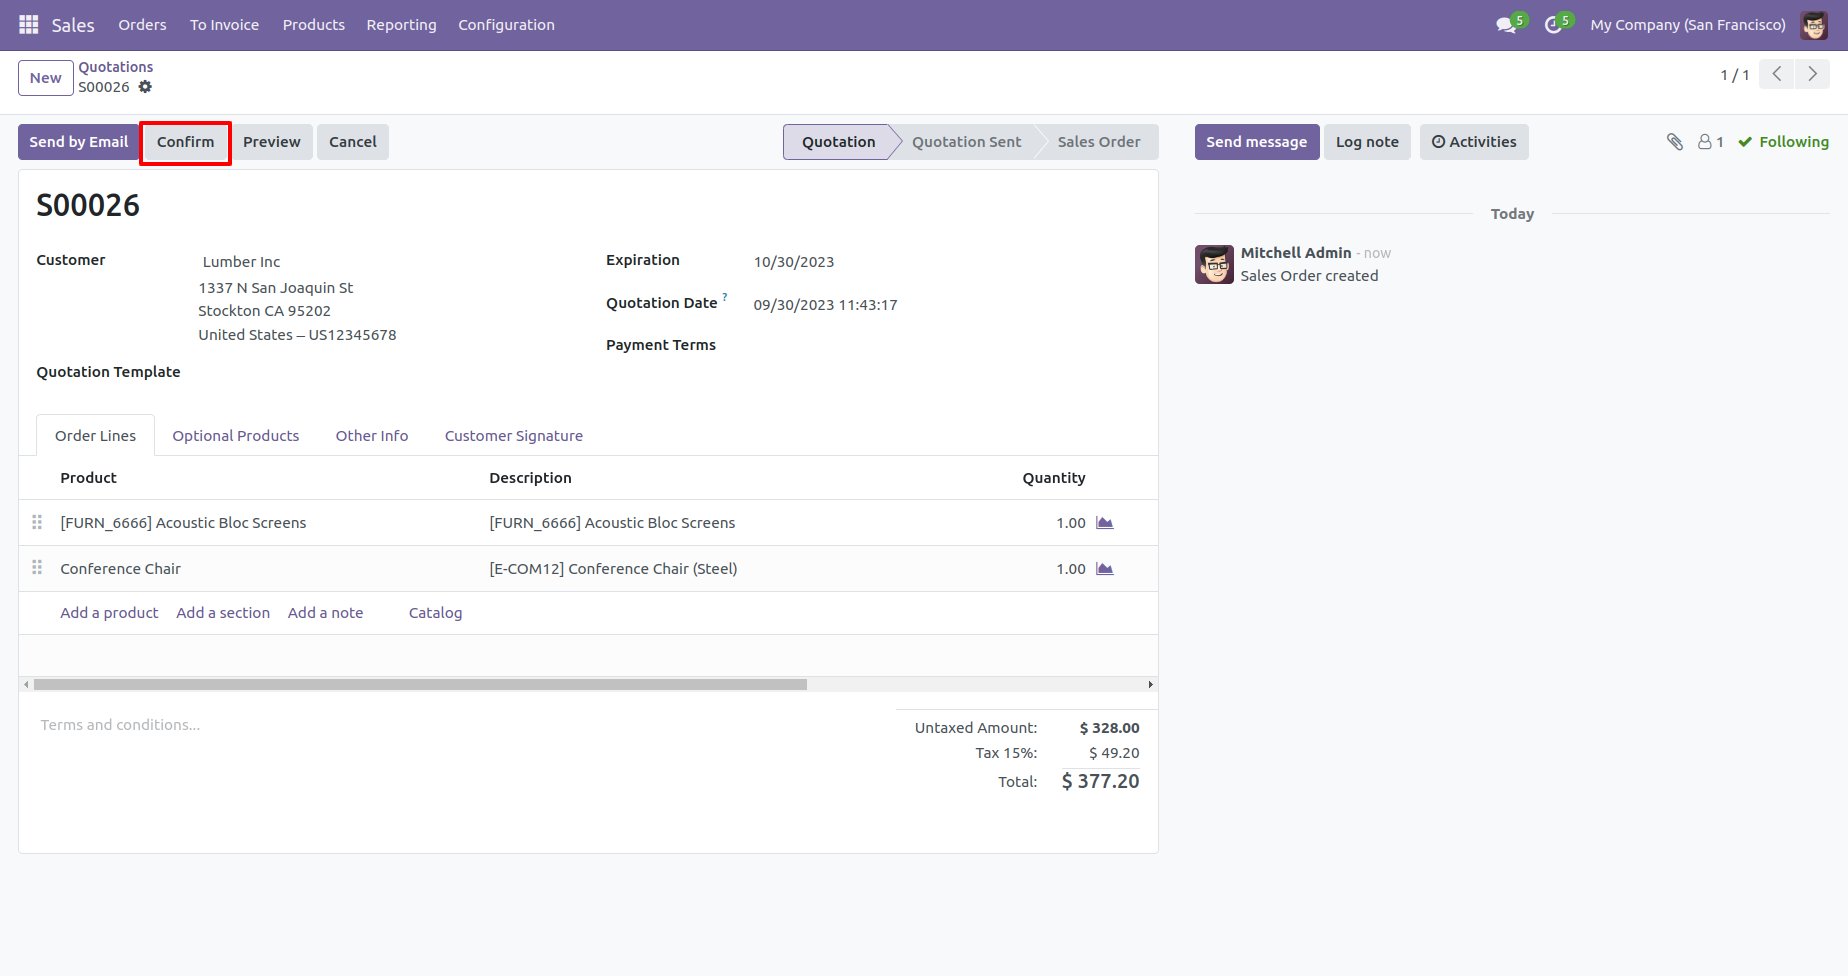 Sales Orders To Invoice Products Reporting Configuration 5 5 My Company (San Francisco)
New Quotations
S00026
1 / 1
Send by Email Confirm Preview Cancel Quotation Quotation Sent Sales Order Send message Log note Activities 1 Following
S00026
Today
Customer Lumber Inc
1337 N San Joaquin St
Stockton CA 95202
United States – US12345678
Quotation Template
Expiration 10/30/2023
Quotation Date ? 09/30/2023 11:43:17
Payment Terms
Mitchell Admin - now
Sales Order created
Order Lines Optional Products Other Info Customer Signature
Product Description Quantity
[FURN_6666] Acoustic Bloc Screens [FURN_6666] Acoustic Bloc Screens 1.00
Conference Chair [E-COM12] Conference Chair (Steel) 1.00
Add a product Add a section Add a note Catalog
Terms and conditions...
Untaxed Amount: $ 328.00
Tax 15%: $ 49.20
Total: $ 377.20